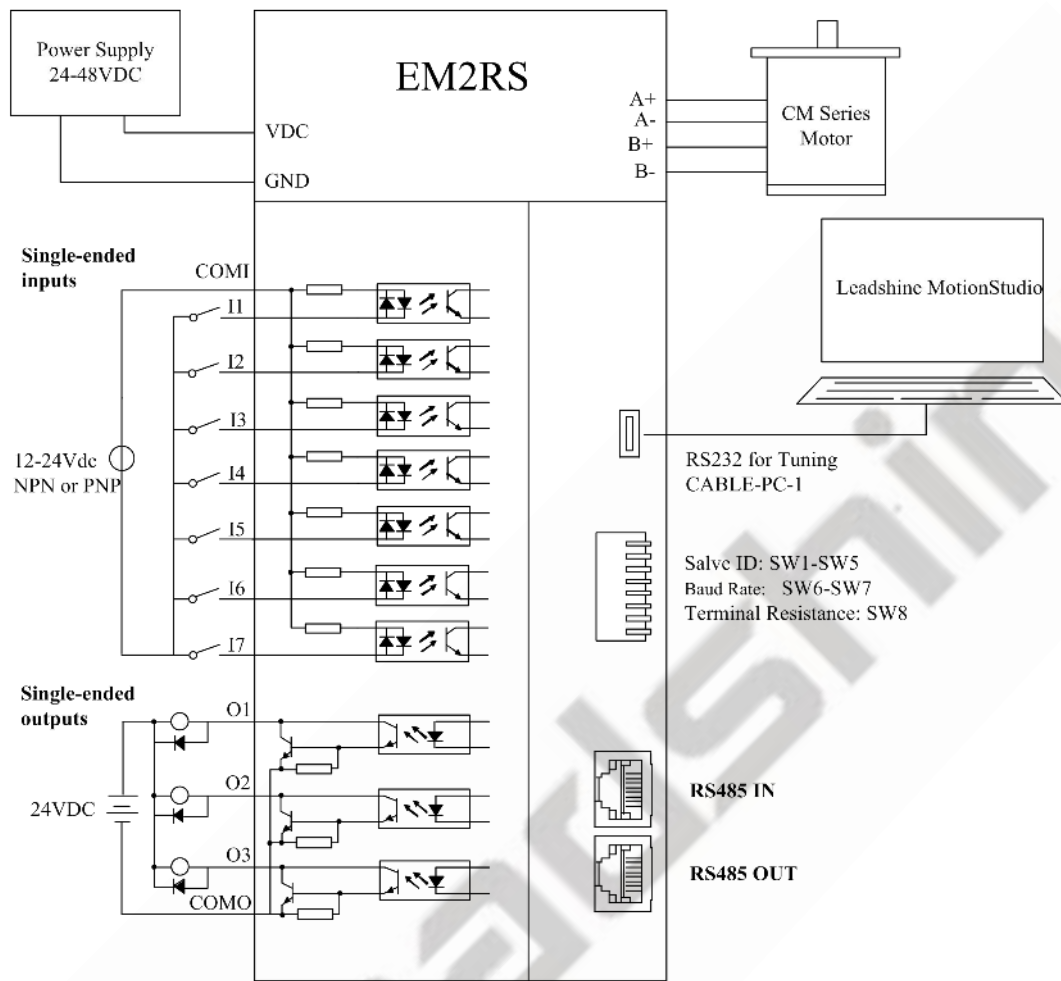 Power Supply
24-48VDC
EM2RS
VDC
GND
A+
A-
B+
B-
CM Series
Motor
Single-ended
inputs
COMI
I1
I2
I3
I4
I5
I6
I7
12-24Vdc
NPN or PNP
Leadshine MotionStudio
RS232 for Tuning
CABLE-PC-1
Salve ID: SW1-SW5
Baud Rate: SW6-SW7
Terminal Resistance: SW8
Single-ended
outputs
O1
O2
O3
COMO
24VDC
RS485 IN
RS485 OUT